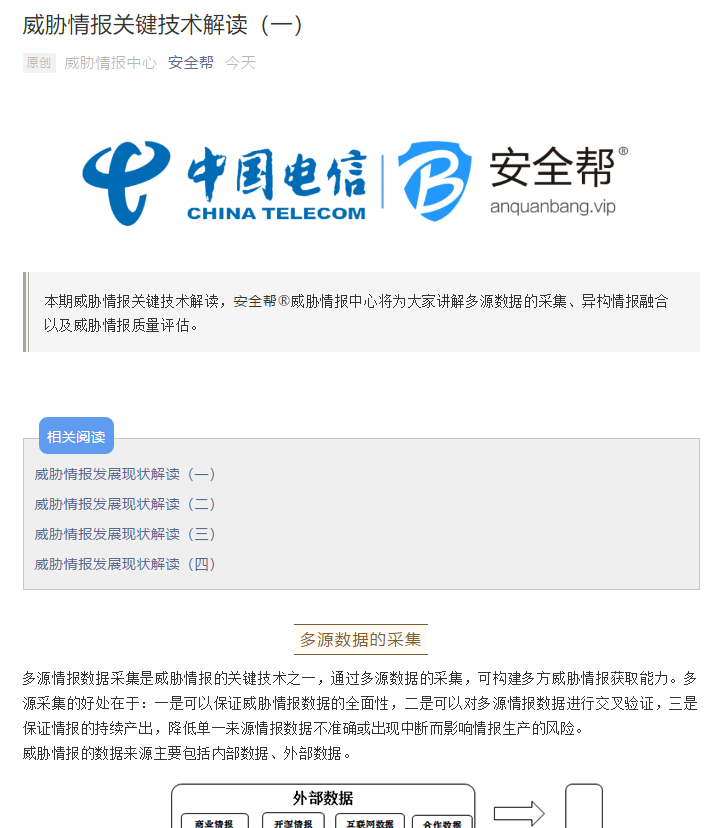 威胁情报关键技术解读（一）
原创 威胁情报中心 安全帮 今天
中国电信 安全帮®
CHINA TELECOM anquanbang.vip
本期威胁情报关键技术解读，安全帮®威胁情报中心将为大家讲解多源数据的采集、异构情报融合
以及威胁情报质量评估。
相关阅读
威胁情报发展现状解读（一）
威胁情报发展现状解读（二）
威胁情报发展现状解读（三）
威胁情报发展现状解读（四）
多源数据的采集
多源情报数据采集是威胁情报的关键技术之一，通过多源数据的采集，可构建多方威胁情报获取能力。多
源采集的好处在于：一是可以保证威胁情报数据的全面性，二是可以对多源情报数据进行交叉验证，三是
保证情报的持续产出，降低单一来源情报数据不准确或出现中断而影响情报生产的风险。
威胁情报的数据来源主要包括内部数据、外部数据。
外部数据
商业情报 开源情报 互联网数据 合作数据